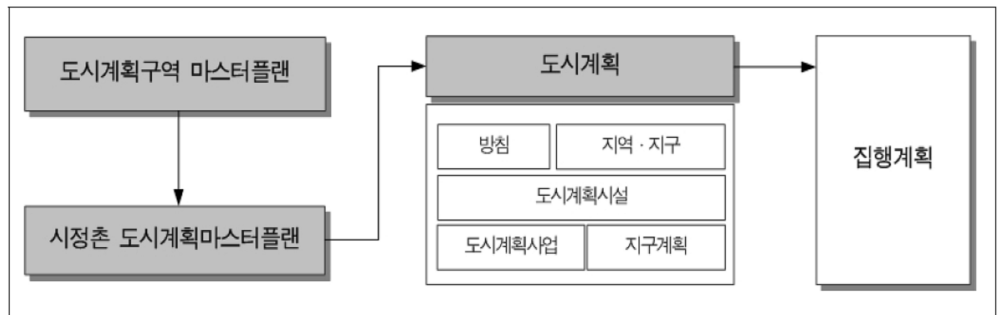 도시계획구역 마스터플랜
시정촌 도시계획마스터플랜
도시계획
방침
지역 · 지구
도시계획시설
도시계획사업
지구계획
집행계획